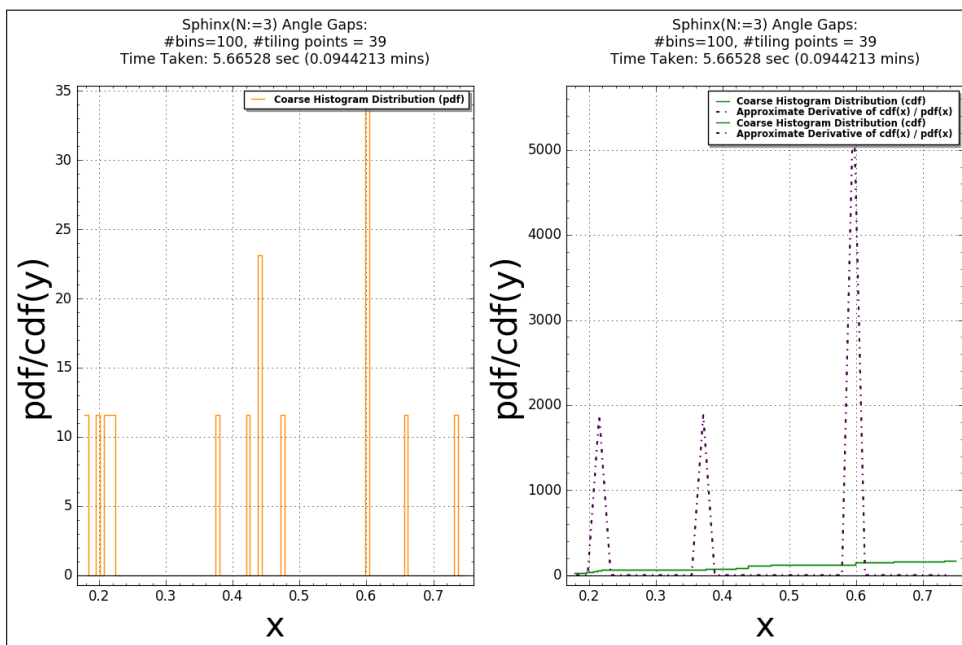 Sphinx(N:=3) Angle Gaps:
#bins=100, #tiling points = 39
Time Taken: 5.66528 sec (0.0944213 mins)
Coarse Histogram Distribution (pdf)
35
30
25
20
15
10
5
0
0.2
0.3
0.4
0.5
0.6
0.7
pdf/cdf(y)
x
Sphinx(N:=3) Angle Gaps:
#bins=100, #tiling points = 39
Time Taken: 5.66528 sec (0.0944213 mins)
Coarse Histogram Distribution (cdf)
Approximate Derivative of cdf(x) / pdf(x)
Coarse Histogram Distribution (cdf)
Approximate Derivative of cdf(x) / pdf(x)
5000
4000
3000
2000
1000
0
0.2
0.3
0.4
0.5
0.6
0.7
pdf/cdf(y)
x